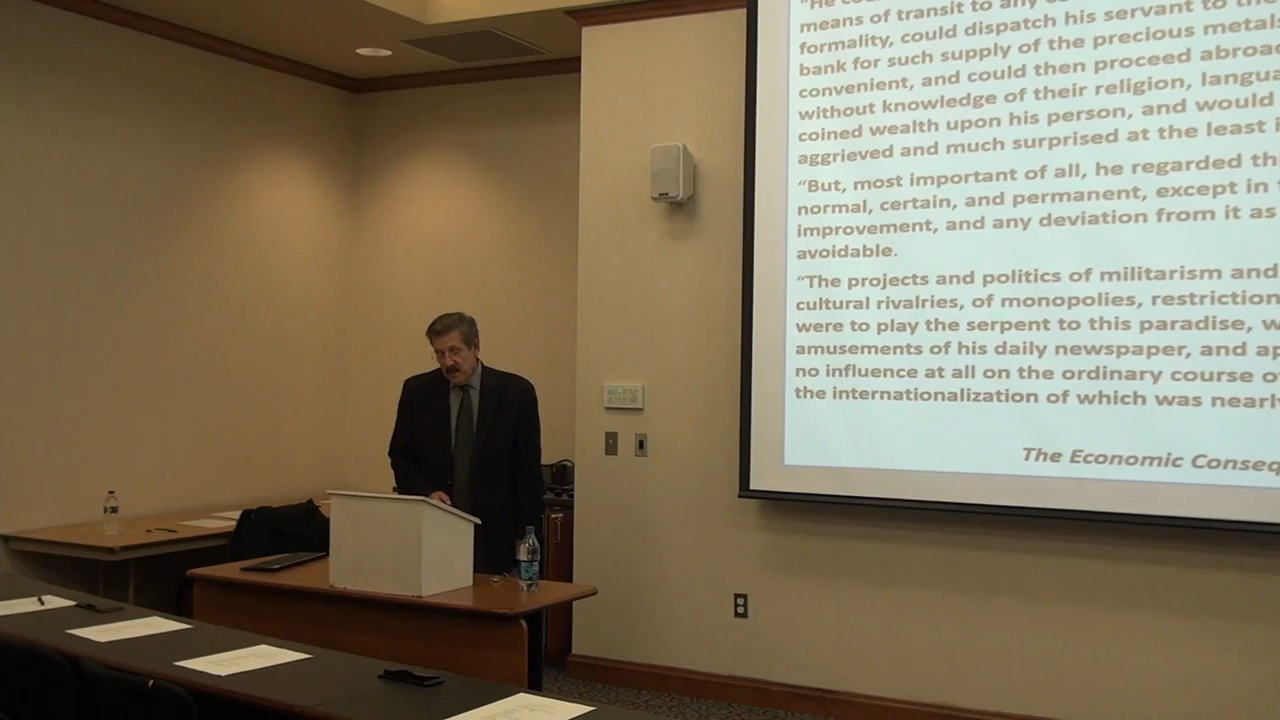 "He cou
means of transit to any
formality, could dispatch his servant to the
bank for such supply of the precious metals
convenient, and could then proceed abroa
without knowledge of their religion, langua
coined wealth upon his person, and would
aggrieved and much surprised at the least i
"But, most important of all, he regarded th
normal, certain, and permanent, except in
improvement, and any deviation from it as
avoidable.
"The projects and politics of militarism and
cultural rivalries, of monopolies, restriction
were to play the serpent to this paradise, w
amusements of his daily newspaper, and ap
no influence at all on the ordinary course o
the internationalization of which was nearly
The Economic Conseq